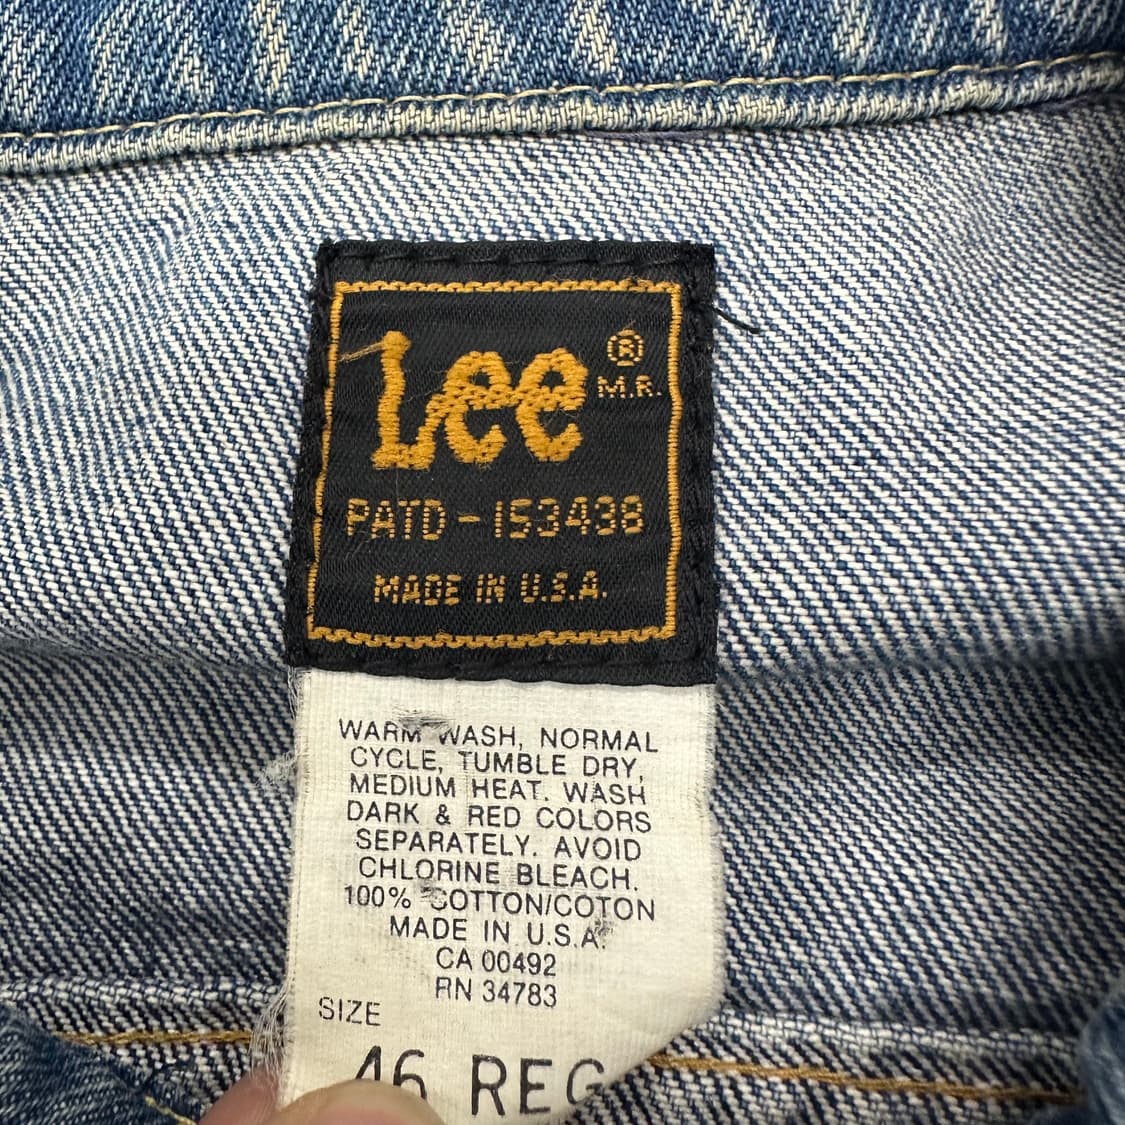 Lee ® M.R.
PATD-153438
MADE IN U.S.A.
WARM WASH, NORMAL
CYCLE, TUMBLE DRY,
MEDIUM HEAT. WASH
DARK & RED COLORS
SEPARATELY. AVOID
CHLORINE BLEACH.
100% COTTON/COTON
MADE IN U.S.A.
CA 00492
RN 34783
SIZE
46 REG